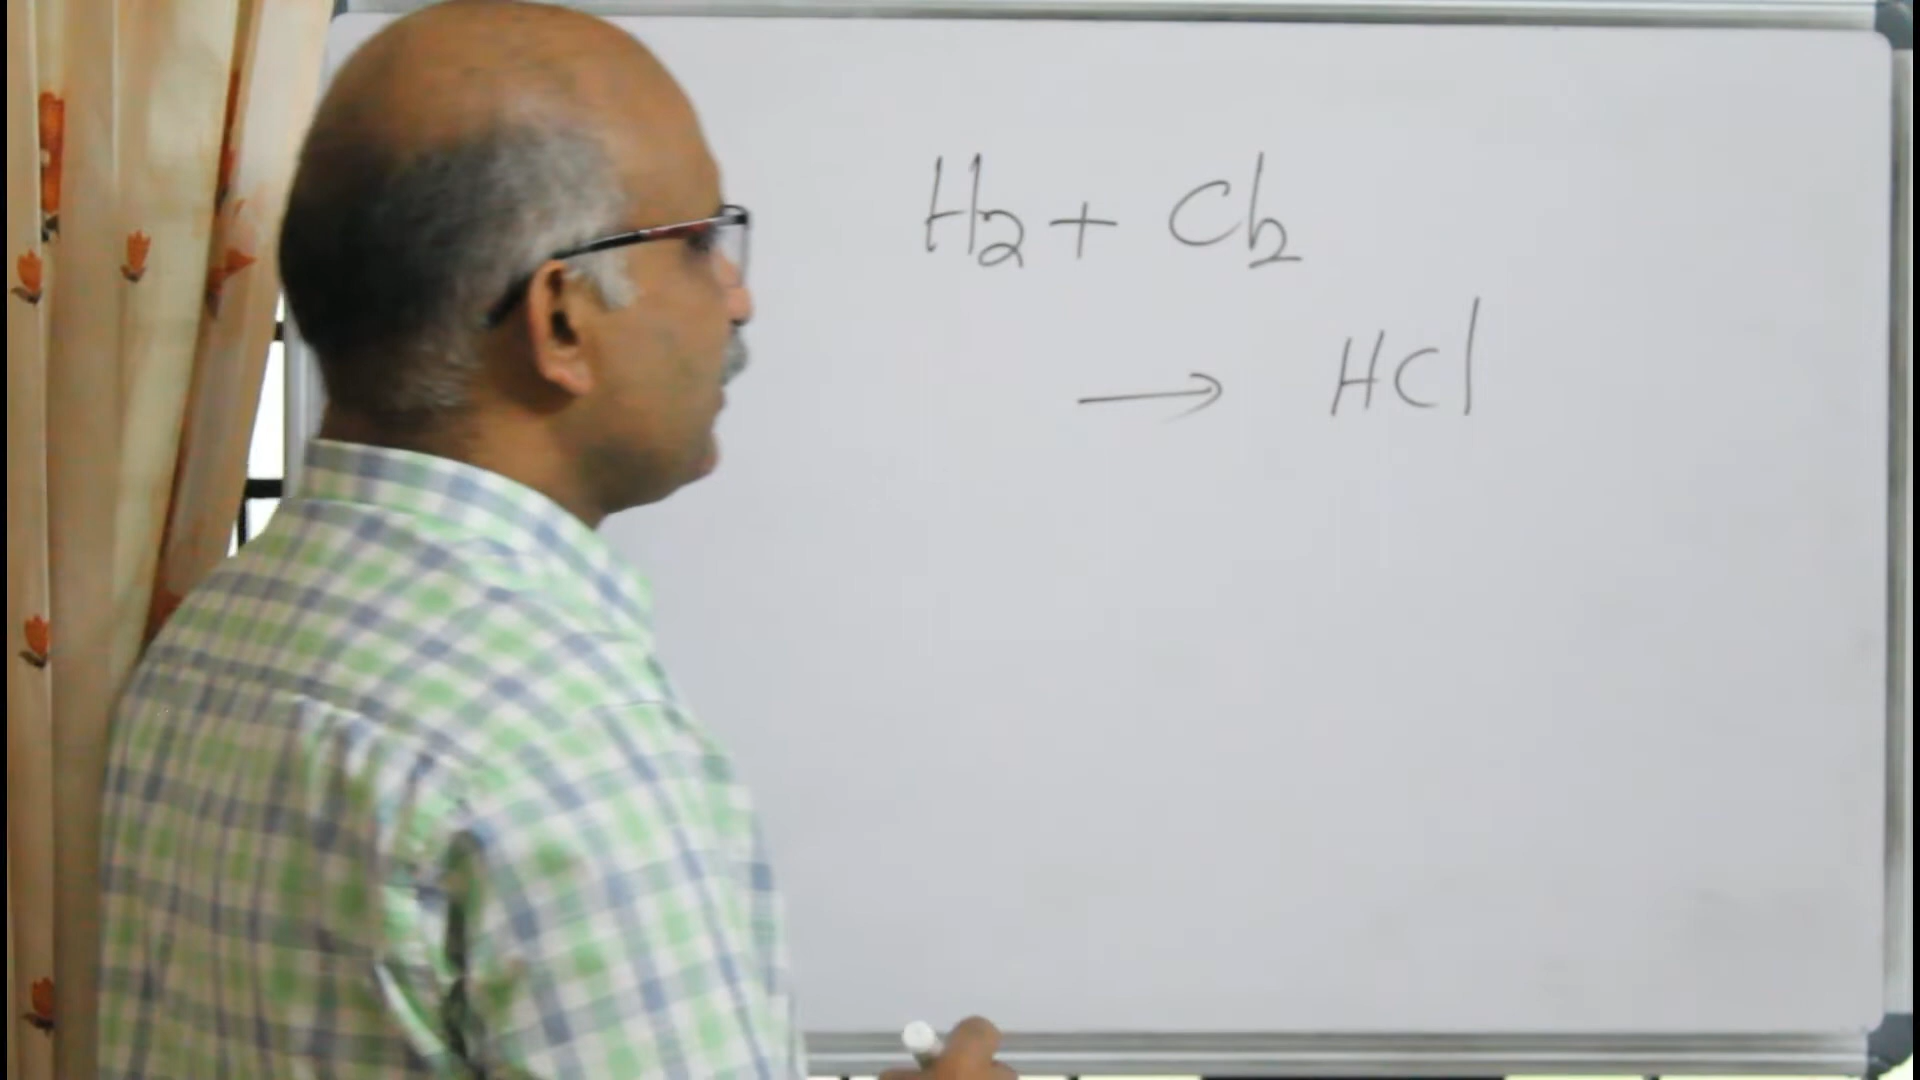 H2 + Cl2
→ HCl